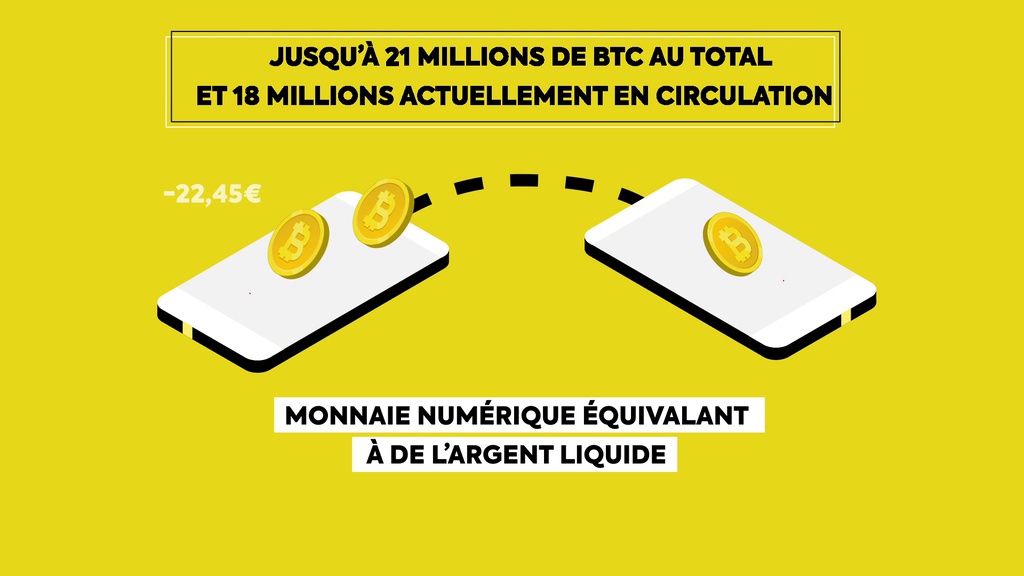 JUSQU’À 21 MILLIONS DE BTC AU TOTAL
ET 18 MILLIONS ACTUELLEMENT EN CIRCULATION
-22,45€
MONNAIE NUMÉRIQUE ÉQUIVALANT
À DE L’ARGENT LIQUIDE